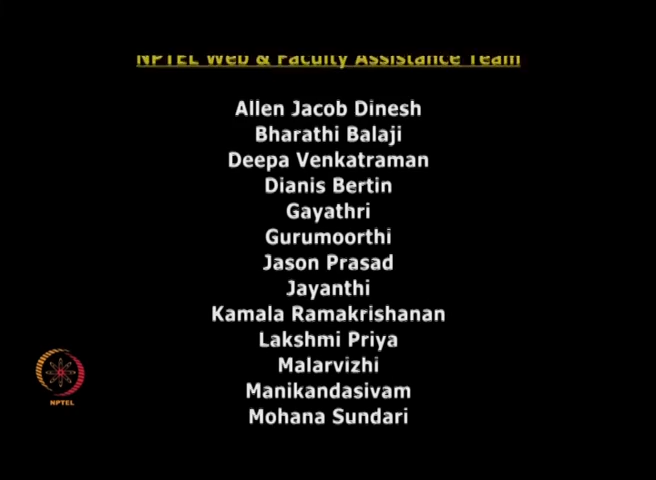 NPTEL Web & Faculty Assistance Team
Allen Jacob Dinesh
Bharathi Balaji
Deepa Venkatraman
Dianis Bertin
Gayathri
Gurumoorthi
Jason Prasad
Jayanthi
Kamala Ramakrishanan
Lakshmi Priya
Malarvizhi
Manikandasivam
Mohana Sundari
NPTEL